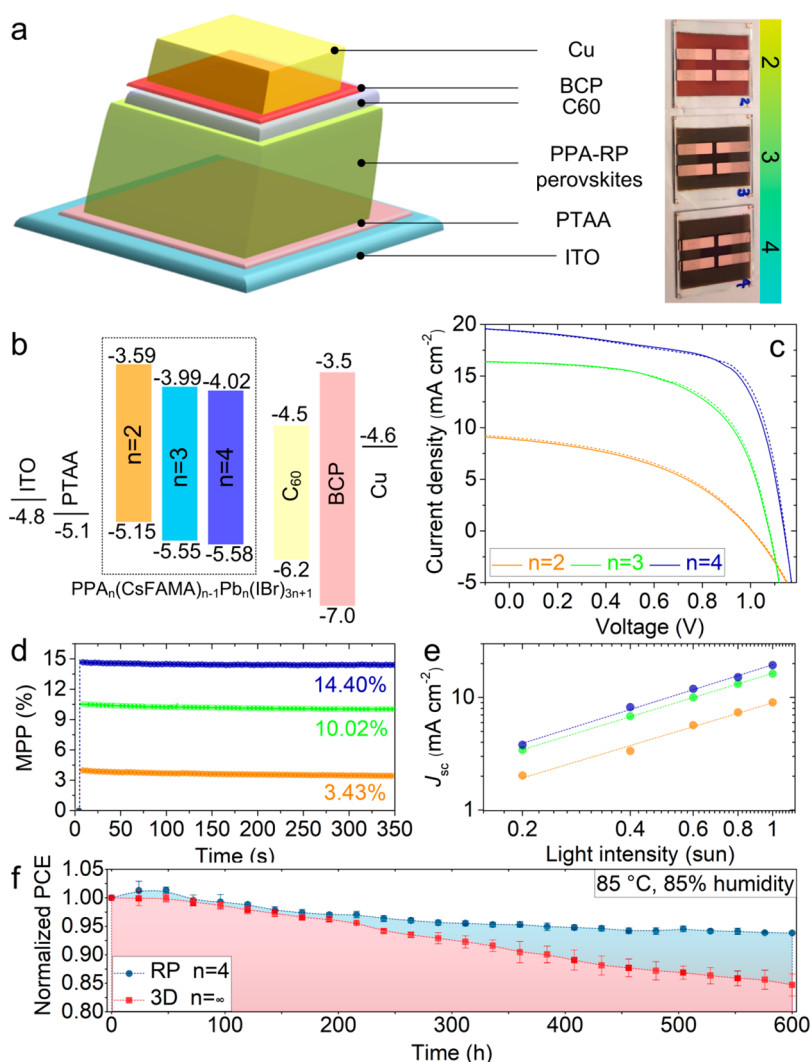 a
Cu
BCP
C60
PPA-RP
perovskites
PTAA
ITO
2
3
4
2
3
4
b
-3.59
-3.99
-4.02
n=2
n=3
n=4
-5.15
-5.55
-5.58
ITO
-4.8
PTAA
-5.1
-4.5
C₆₀
-6.2
-3.5
BCP
-7.0
-4.6
Cu
PPAₙ(CsFAMA)ₙ₋₁Pbₙ(IBr)₃ₙ₊₁
c
Current density (mA cm⁻²)
20
15
10
5
0
-5
n=2 n=3 n=4
0.0 0.2 0.4 0.6 0.8 1.0
Voltage (V)
d
MPP (%)
15
12
9
6
3
0
14.40%
10.02%
3.43%
0 50 100 150 200 250 300 350
Time (s)
e
Jsc (mA cm⁻²)
10
1
0.2 0.4 0.6 0.8 1
Light intensity (sun)
f
Normalized PCE
1.05
1.00
0.95
0.90
0.85
0.80
85 °C, 85% humidity
RP n=4
3D n=∞
0 100 200 300 400 500 600
Time (h)